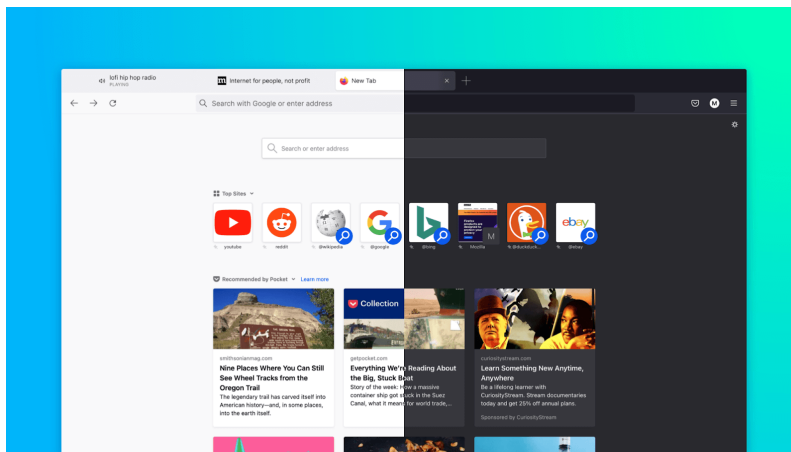 lofi hip hop radio
PLAYING
m Internet for people, not profit
New Tab
Search with Google or enter address
M
Search or enter address
Top Sites
youtube
reddit
@wikipedia
@google
@bing
Mozilla
@duckduck...
@ebay
ebay
M
Recommended by Pocket
Learn more
smithsonianmag.com
Nine Places Where You Can Still
See Wheel Tracks from the
Oregon Trail
The legendary trail has carved itself into
American history—and, in some places,
into the earth itself.
Collection
getpocket.com
Everything We're Reading About
the Big, Stuck Boat
Story of the week: How a massive
container ship got stuck in the Suez
Canal, what it means for world trade,...
curiositystream.com
Learn Something New Anytime,
Anywhere
Be a lifelong learner with
CuriosityStream. Stream documentaries
today and get 25% off annual plans.
Sponsored by CuriosityStream